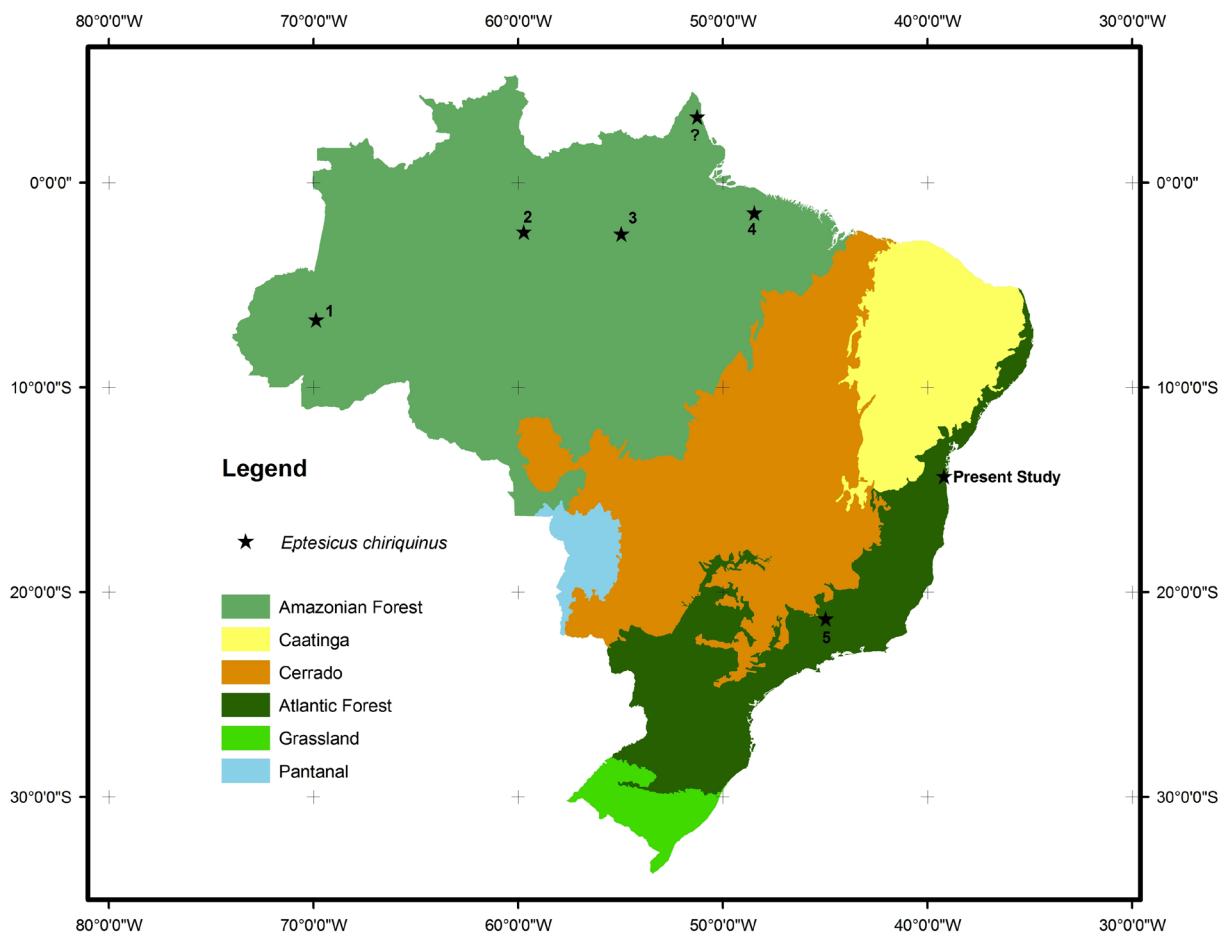 80°0'0"W 70°0'0"W 60°0'0"W 50°0'0"W 40°0'0"W 30°0'0"W
?
0°0'0" 0°0'0"
2 3 4
1
10°0'0"S 10°0'0"S
Legend
Present Study
Eptesicus chiriquinus
20°0'0"S 20°0'0"S
Amazonian Forest
5
Caatinga
Cerrado
Atlantic Forest
Grassland
Pantanal
30°0'0"S 30°0'0"S
80°0'0"W 70°0'0"W 60°0'0"W 50°0'0"W 40°0'0"W 30°0'0"W